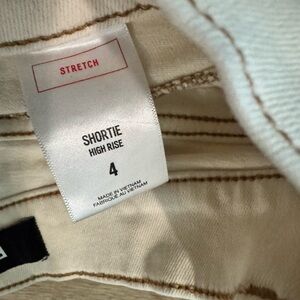 STRETCH
SHORTIE
HIGH RISE
4
MADE IN VIETNAM
FABRIQUÉ AU VIETNAM